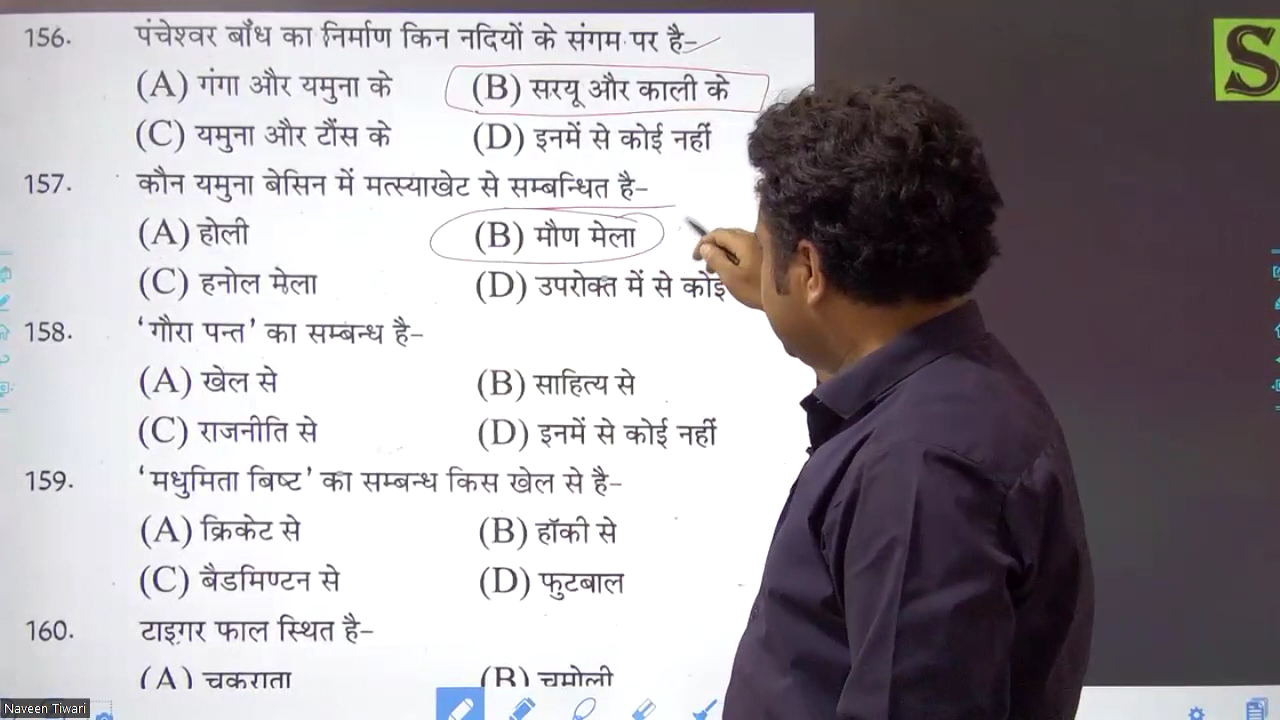 156. पंचेश्वर बाँध का निर्माण किन नदियों के संगम पर है-
(A) गंगा और यमुना के (B) सरयू और काली के
(C) यमुना और टौंस के (D) इनमें से कोई नहीं
157. कौन यमुना बेसिन में मत्स्याखेट से सम्बन्धित है-
(A) होली (B) मौण मेला
(C) हनोल मेला (D) उपरोक्त में से कोई
158. 'गौरा पन्त' का सम्बन्ध है-
(A) खेल से (B) साहित्य से
(C) राजनीति से (D) इनमें से कोई नहीं
159. 'मधुमिता बिष्ट' का सम्बन्ध किस खेल से है-
(A) क्रिकेट से (B) हॉकी से
(C) बैडमिण्टन से (D) फुटबाल
160. टाइगर फाल स्थित है-
(A) चकराता (B) चमोली
S
Naveen Tiwari